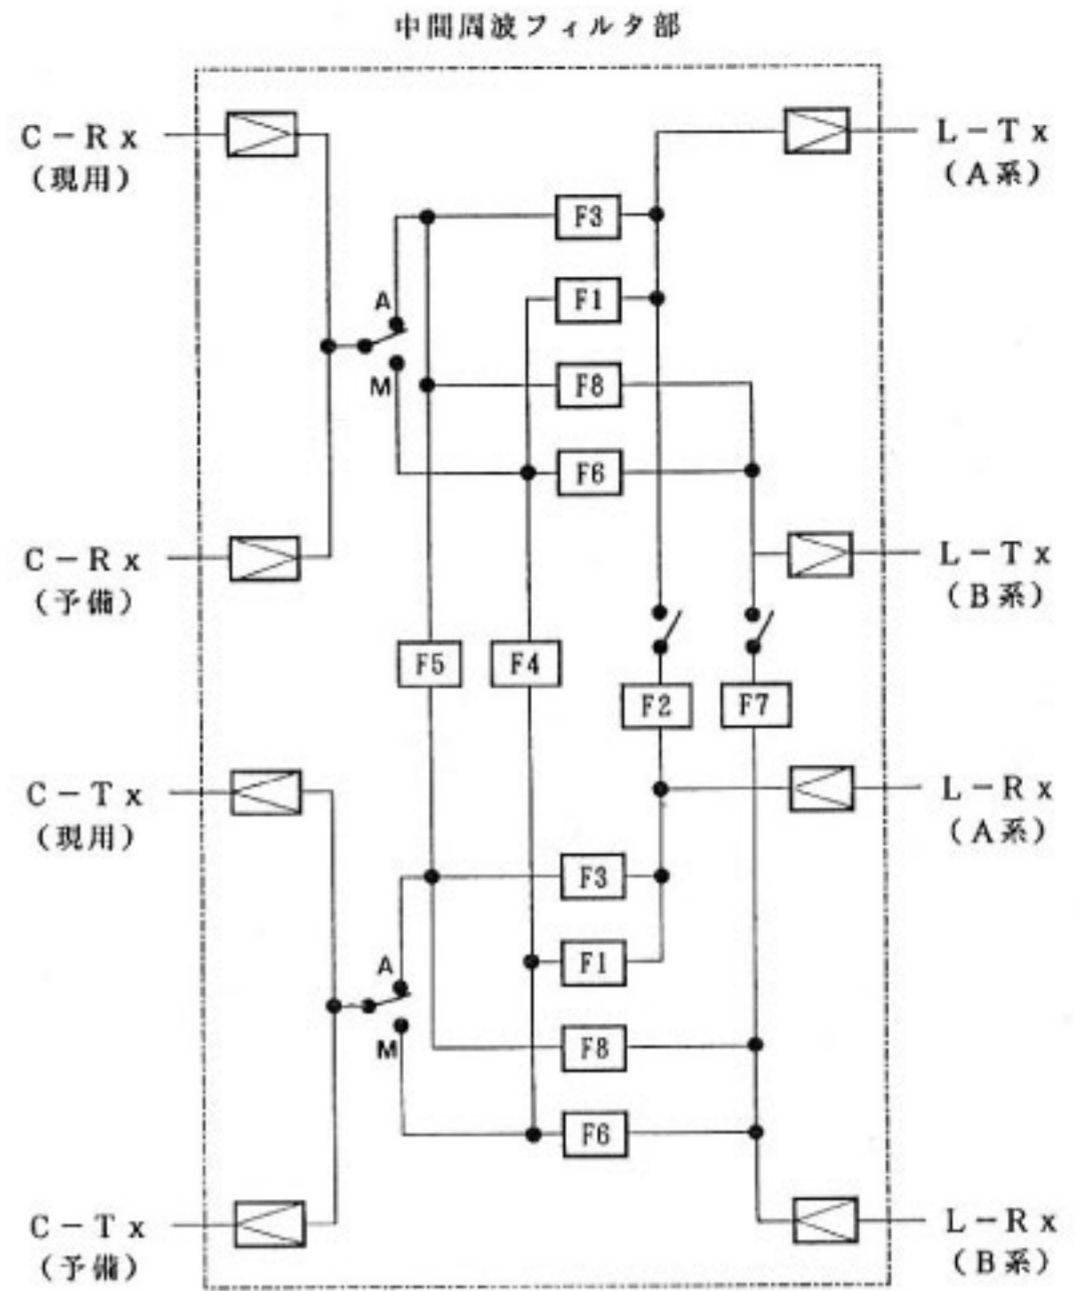 中間周波フィルタ部
C-Rx
(現用)
L-Tx
(A系)
F3
F1
A
F8
M
F6
C-Rx
(予備)
L-Tx
(B系)
F5
F4
F2
F7
C-Tx
(現用)
L-Rx
(A系)
F3
F1
A
F8
M
F6
C-Tx
(予備)
L-Rx
(B系)